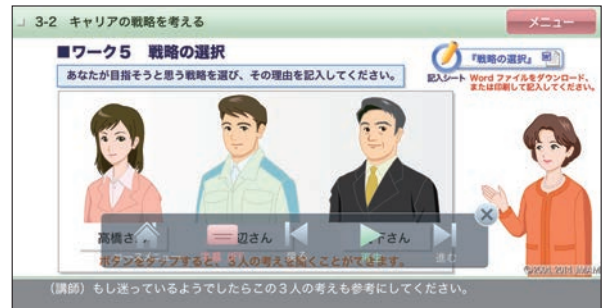 3-2 キャリアの戦略を考える
メニュー
■ワーク5 戦略の選択
『戦略の選択』
あなたが目指そうと思う戦略を選び、その理由を記入してください。
記入シート Word ファイルをダウンロード、
または印刷して記入してください。
高橋さん
辺さん
下さん
進む
ボタンをタップすると、3人の考えを聞くことができます。
(講師)もし迷っているようでしたらこの3人の考えも参考にしてください。